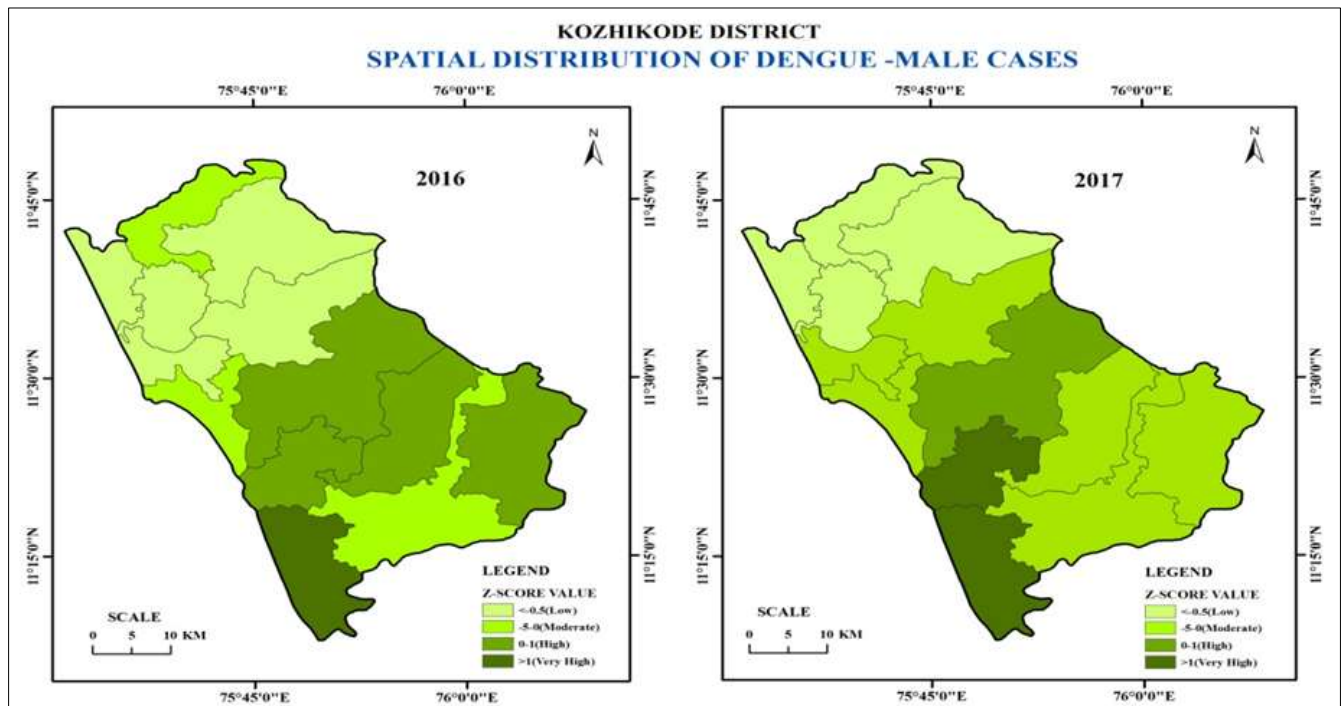 KOZHIKODE DISTRICT
SPATIAL DISTRIBUTION OF DENGUE -MALE CASES
75°45'0"E
76°0'0"E
N
2016
11°45'0"N
11°45'0"N
11°30'0"N
11°30'0"N
11°15'0"N
11°15'0"N
LEGEND
Z-SCORE VALUE
<-0.5(Low)
-5-0(Moderate)
0-1(High)
>1(Very High)
SCALE
0 5 10 KM
75°45'0"E
76°0'0"E
75°45'0"E
76°0'0"E
N
2017
11°45'0"N
11°45'0"N
11°30'0"N
11°30'0"N
11°15'0"N
11°15'0"N
LEGEND
Z-SCORE VALUE
<-0.5(Low)
-5-0(Moderate)
0-1(High)
>1(Very High)
SCALE
0 5 10 KM
75°45'0"E
76°0'0"E